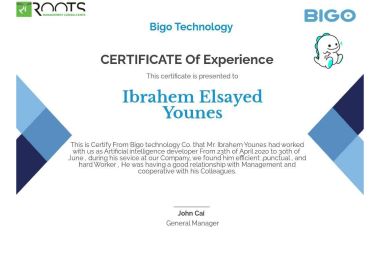 ROOTS
MANAGEMENT CONSULTANTS
BIGO
Bigo Technology
CERTIFICATE Of Experience
This certificate is presented to
Ibrahem Elsayed
Younes
This is Certify From Bigo technology Co. that Mr. Ibrahem Younes had worked
with us as Artificial intelligence developer From 23th of April 2020 to 30th of
June , during his sevice at our Company, we found him efficient ,punctual , and
hard Worker , He was having a good relationship with Management and
cooperative with his Colleagues.
John Cai
General Manager